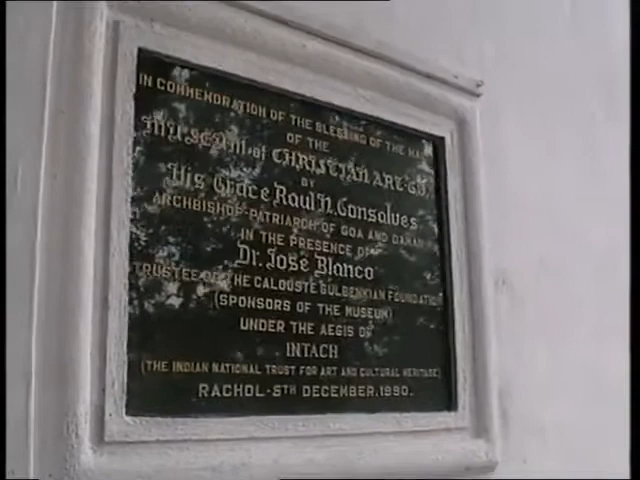 IN COMMEMORATION OF THE BLESSING OF THE
OF THE
MUSEUM of CHRISTIAN ART-GOA
BY
HIS GRACE RAUL N. GONSALVES
ARCHBISHOP-PATRIARCH OF GOA AND DAMAN
IN THE PRESENCE OF
DR. JOSÉ BLANCO
TRUSTEE OF THE CALOUSTE GULBENKIAN FOUNDATION
(SPONSORS OF THE MUSEUM)
UNDER THE AEGIS OF
INTACH
(THE INDIAN NATIONAL TRUST FOR ART AND CULTURAL HERITAGE)
RACHOL-5TH DECEMBER.1990.